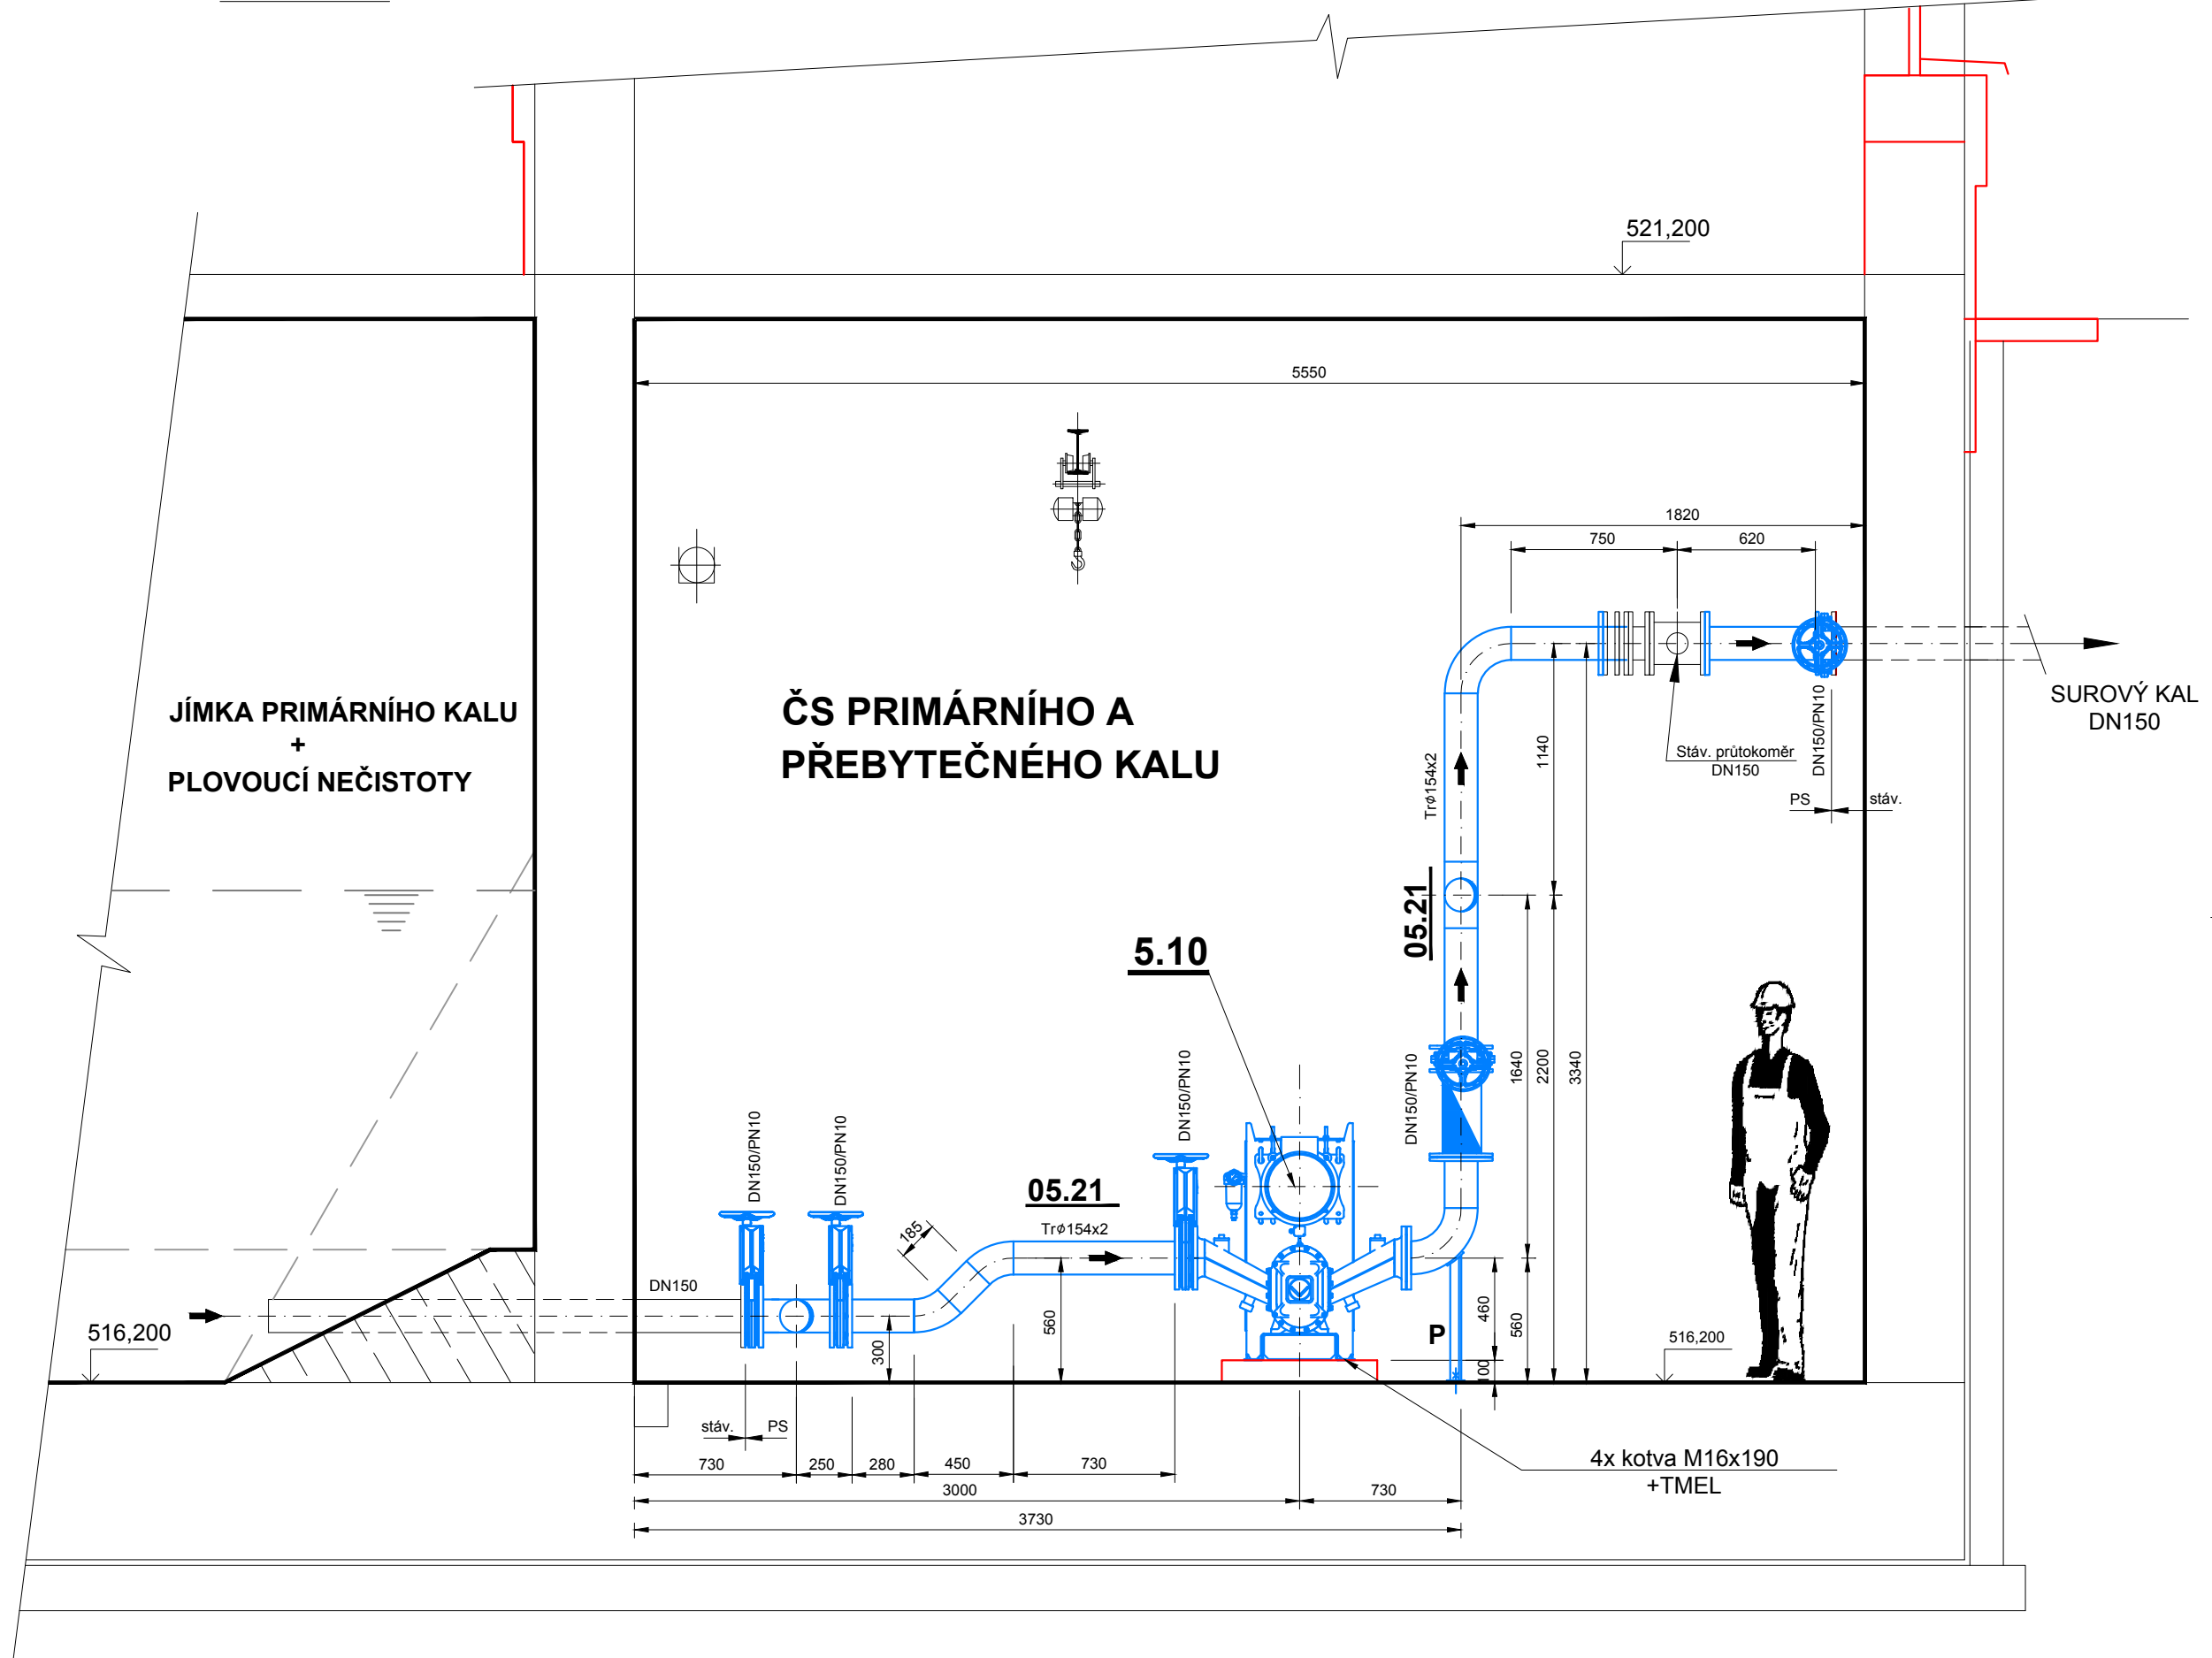 521,200
5550
1820
750
620
JÍMKA PRIMÁRNÍHO KALU
+
PLOVOUCÍ NEČISTOTY
ČS PRIMÁRNÍHO A
PŘEBYTEČNÉHO KALU
SUROVÝ KAL
DN150
DN150/PN10
Stáv. průtokoměr
DN150
PS
stáv.
1140
Trϕ154x2
05.21
5.10
1640
2200
3340
DN150/PN10
DN150/PN10
DN150/PN10
DN150/PN10
05.21
Trϕ154x2
185
DN150
560
300
460
560
100
P
516,200
516,200
stáv.
PS
730
250
280
450
730
3000
730
3730
4x kotva M16x190
+TMEL